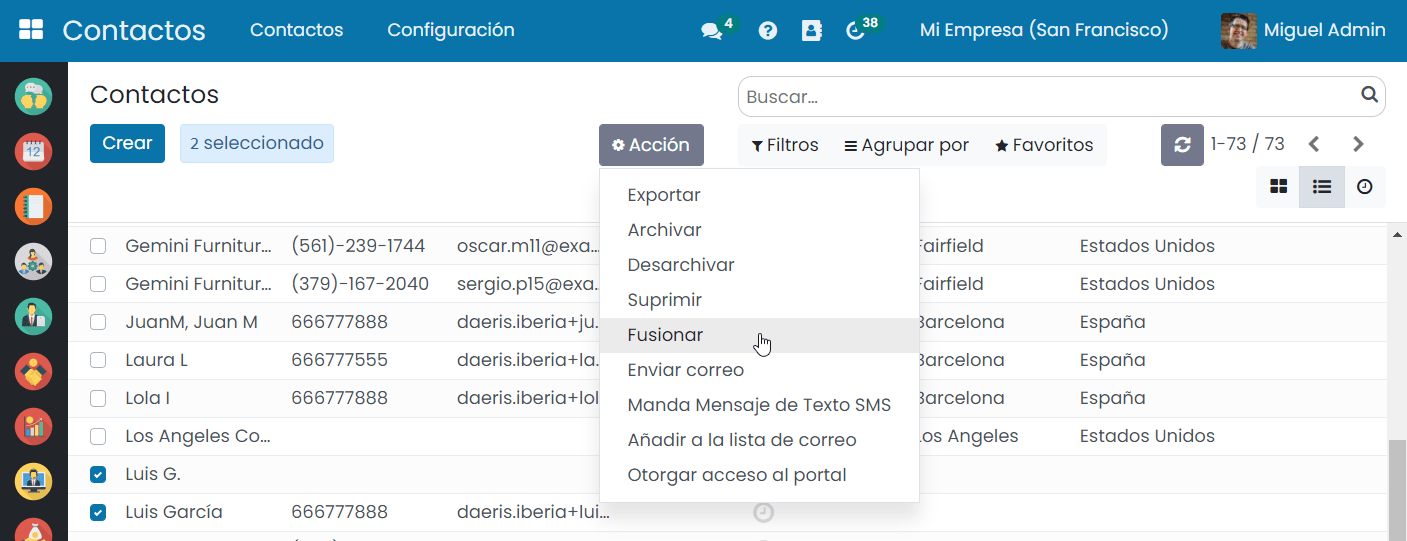 Contactos Contactos Configuración 4 38 Mi Empresa (San Francisco) Miguel Admin
Contactos
Buscar...
Crear 2 seleccionado Acción Filtros Agrupar por Favoritos 1-73 / 73
12
Exportar
Archivar
Desarchivar
Suprimir
Fusionar
Enviar correo
Manda Mensaje de Texto SMS
Añadir a la lista de correo
Otorgar acceso al portal
Gemini Furnitur... (561)-239-1744 oscar.m11@exa... Fairfield Estados Unidos
Gemini Furnitur... (379)-167-2040 sergio.p15@exa... Fairfield Estados Unidos
JuanM, Juan M 666777888 daeris.iberia+ju... Barcelona España
Laura L 666777555 daeris.iberia+la... Barcelona España
Lola I 666777888 daeris.iberia+lol Barcelona España
Los Angeles Co... Los Angeles Estados Unidos
Luis G.
Luis García 666777888 daeris.iberia+lui...